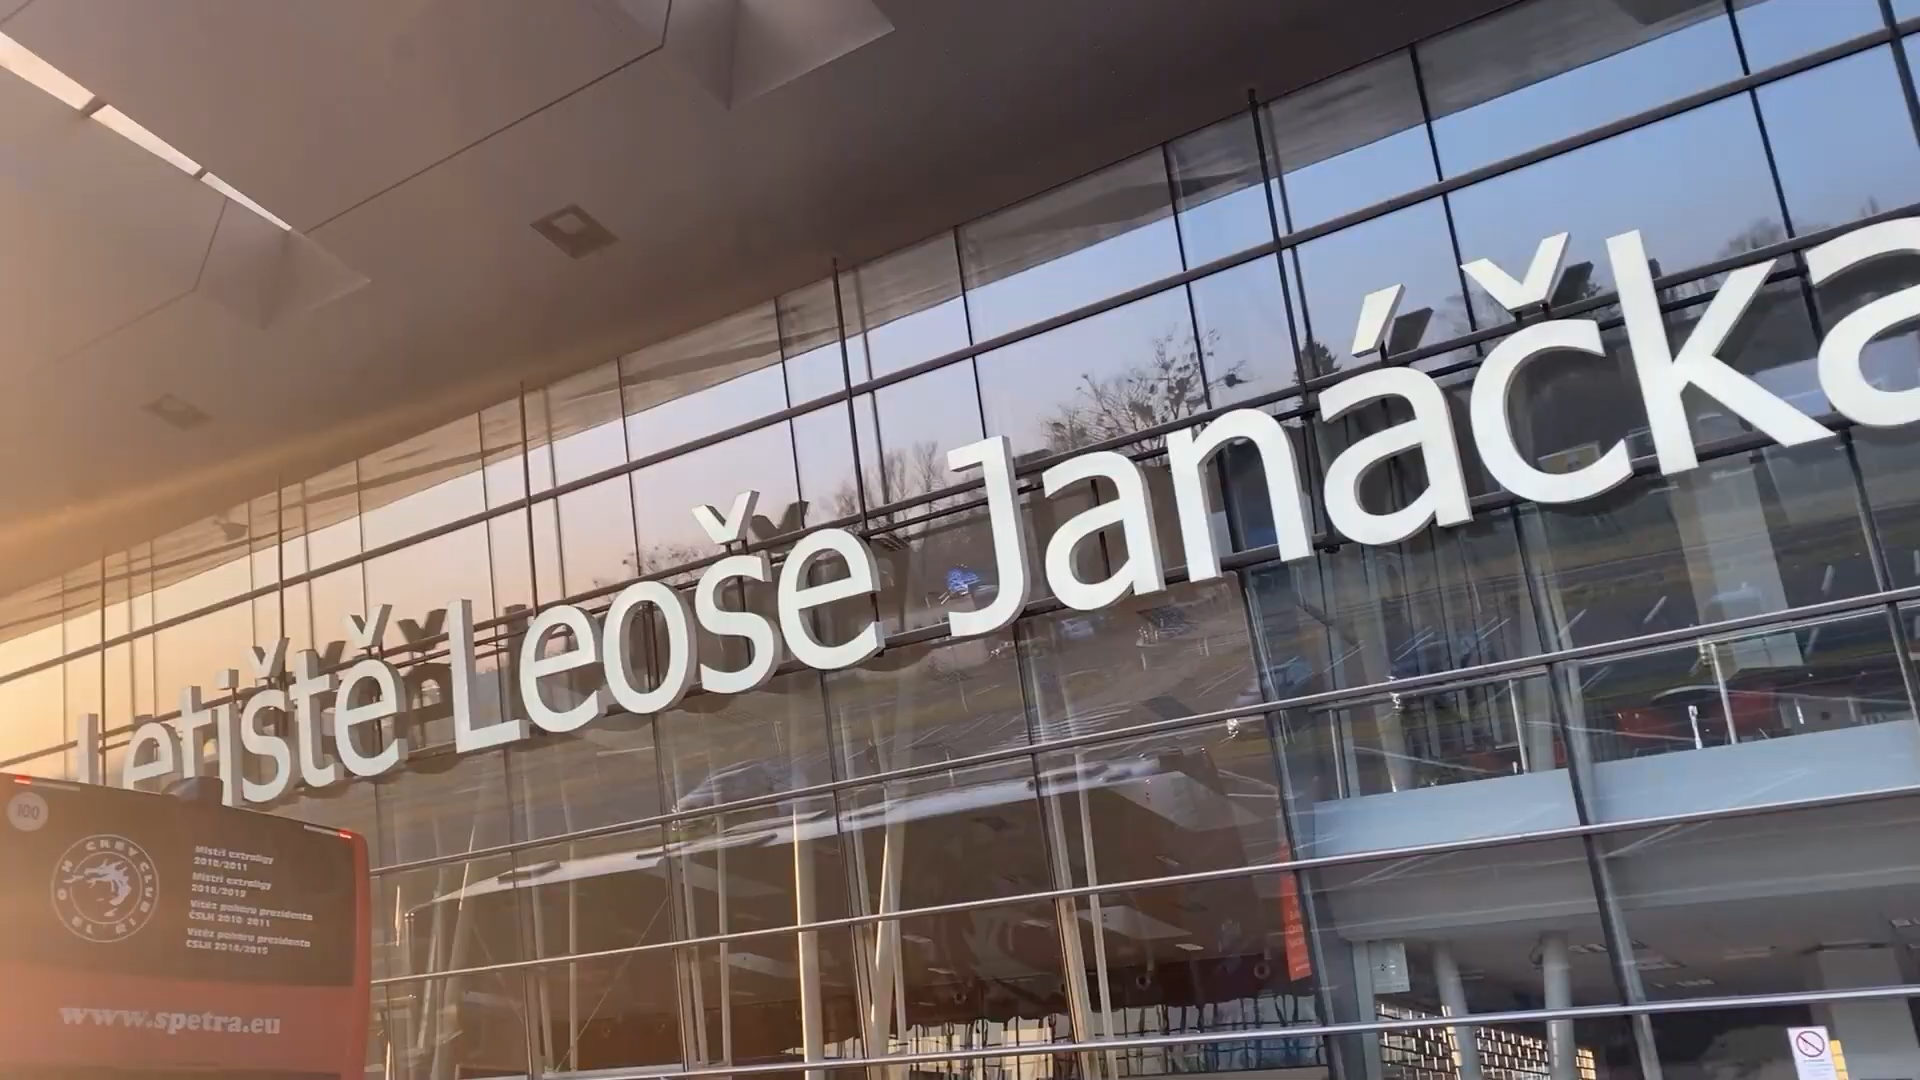 Letiště Leoše Janáčka
100
Mistři extraligy
2010/2011
Mistři extraligy
2018/2019
Vítěz poháru prezidenta
ČSLH 2010/2011
Vítěz poháru prezidenta
ČSLH 2014/2015
www.spetra.eu